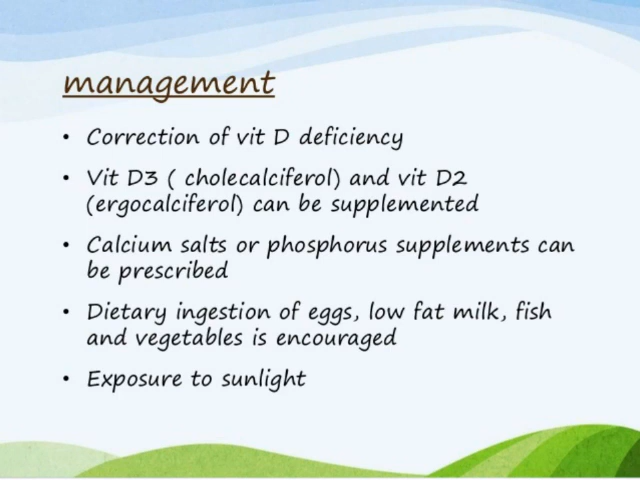 management
• Correction of vit D deficiency
• Vit D3 ( cholecalciferol) and vit D2
(ergocalciferol) can be supplemented
• Calcium salts or phosphorus supplements can
be prescribed
• Dietary ingestion of eggs, low fat milk, fish
and vegetables is encouraged
• Exposure to sunlight